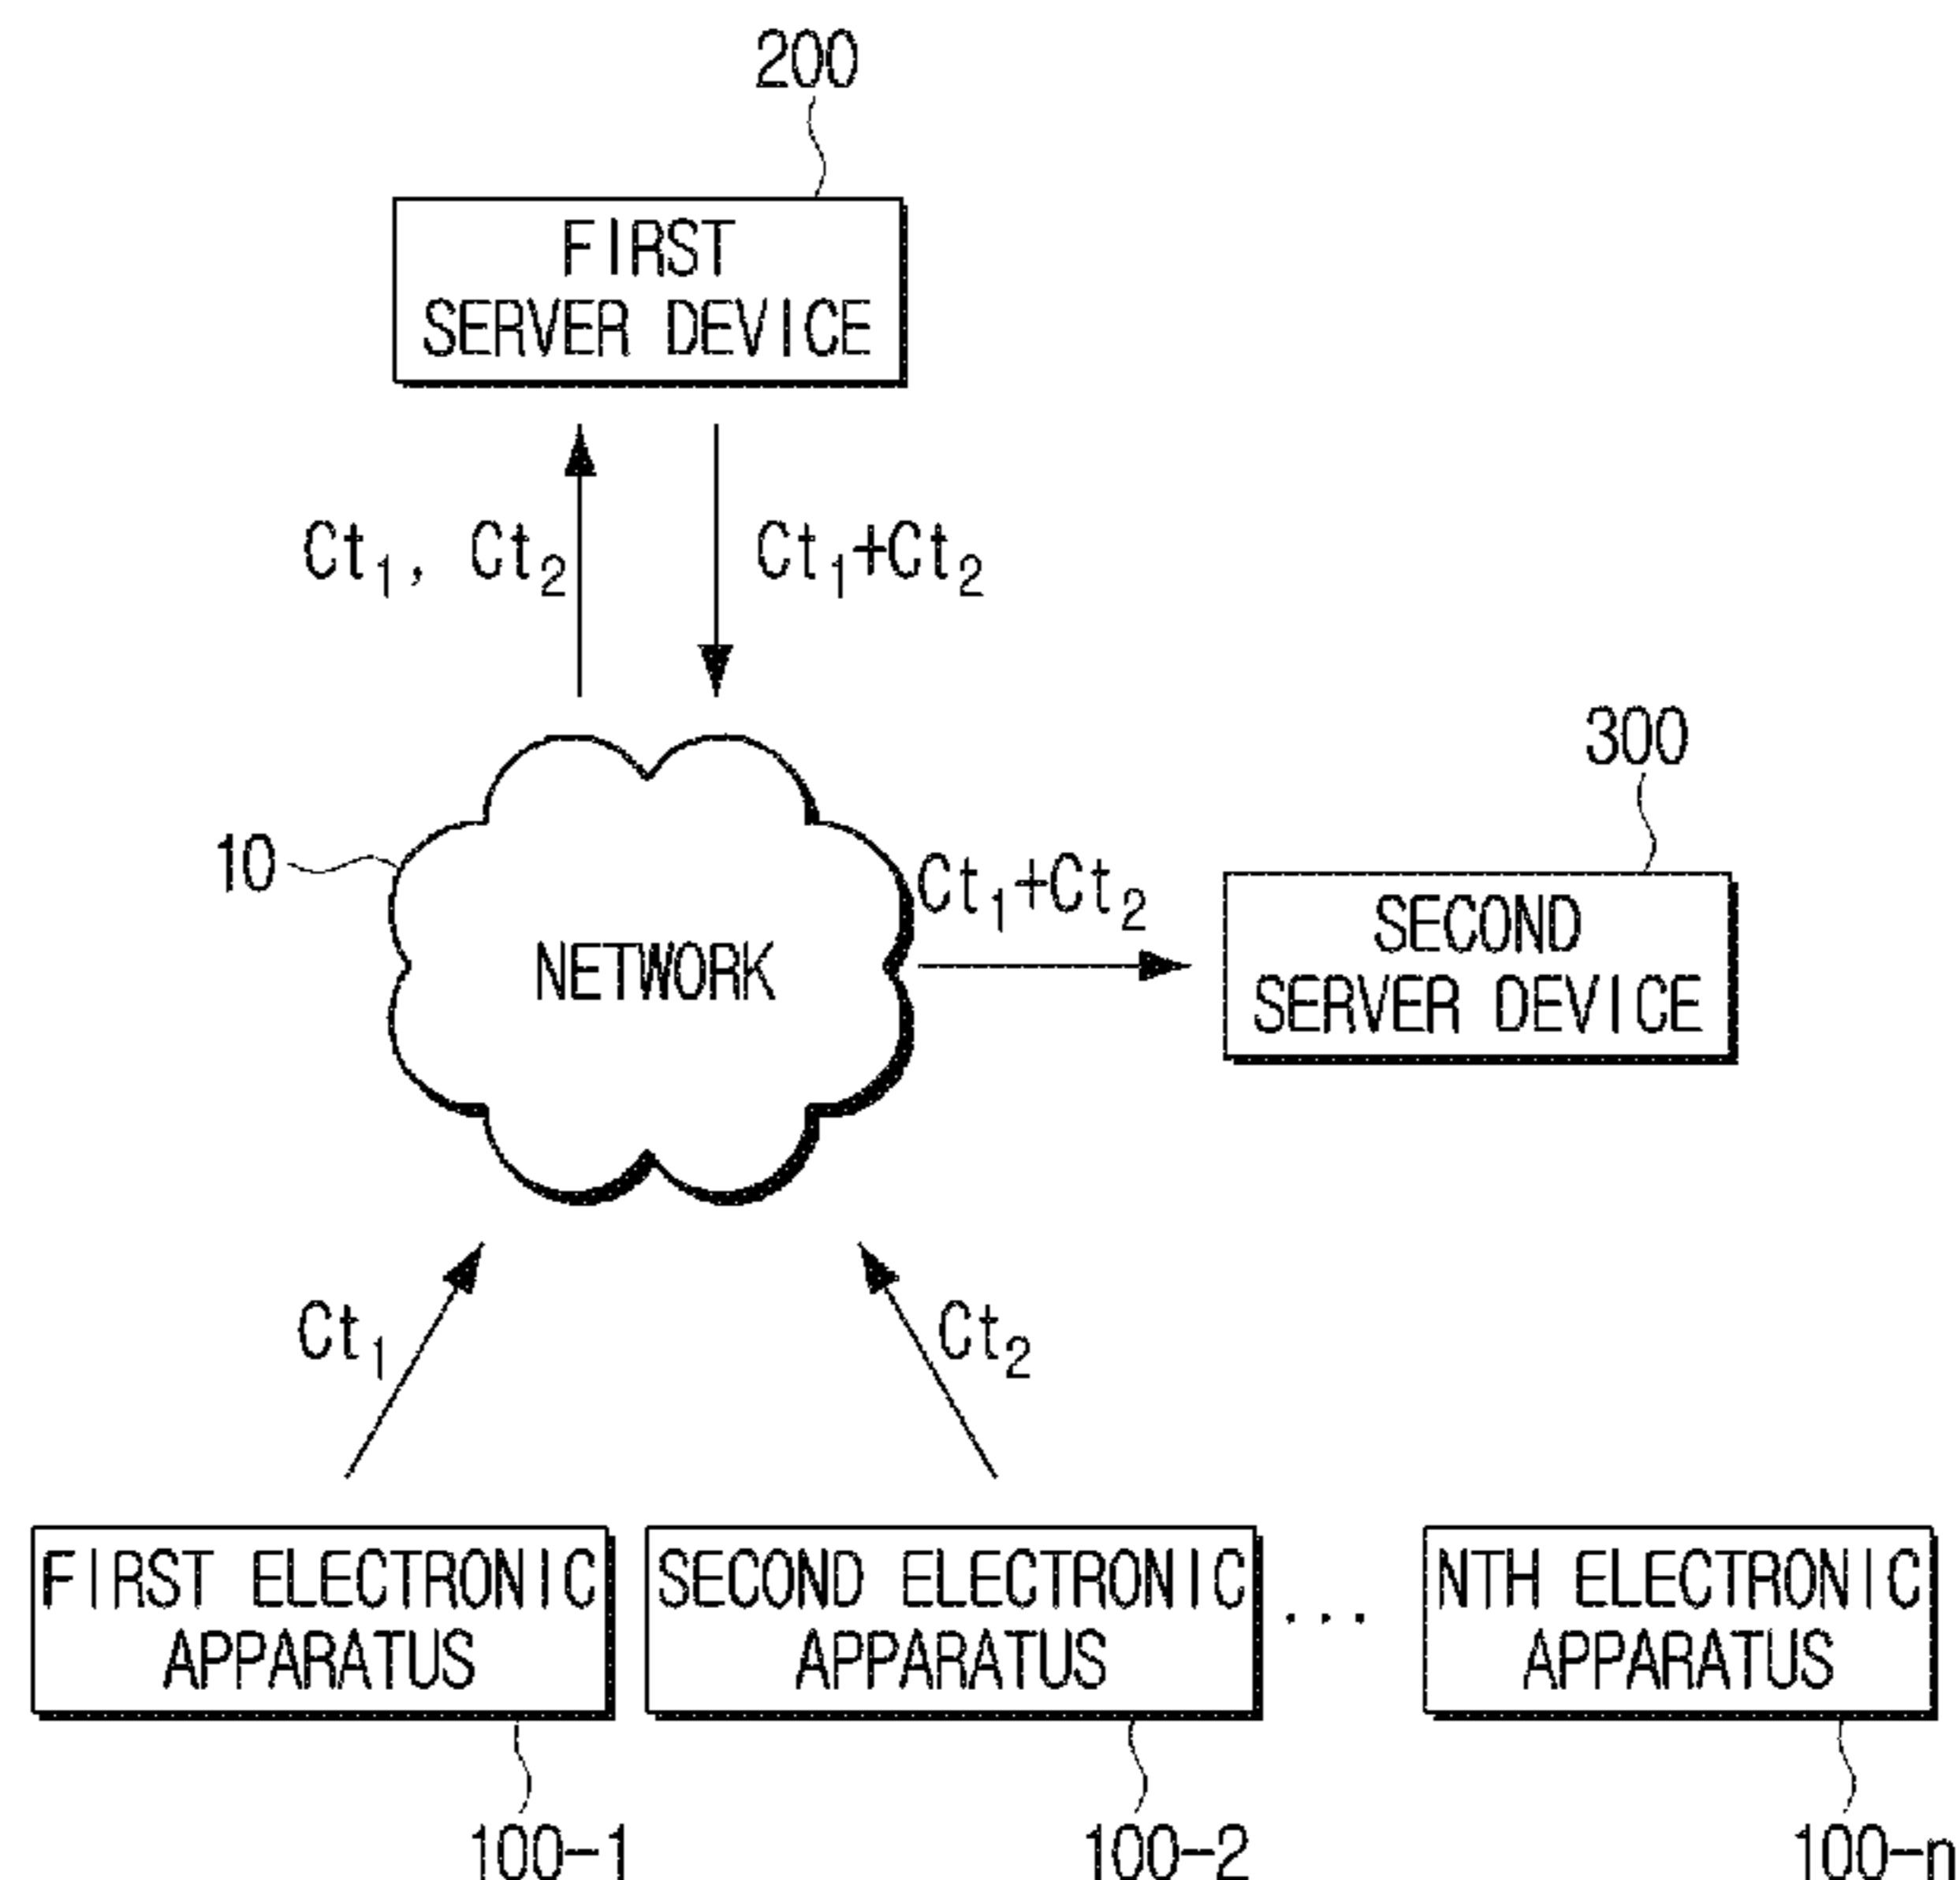 200
FIRST
SERVER DEVICE
Ct₁, Ct₂
Ct₁+Ct₂
300
10
Ct₁+Ct₂
NETWORK
SECOND
SERVER DEVICE
Ct₁
Ct₂
FIRST ELECTRONIC
APPARATUS
SECOND ELECTRONIC
APPARATUS
...
NTH ELECTRONIC
APPARATUS
100-1
100-2
100-n